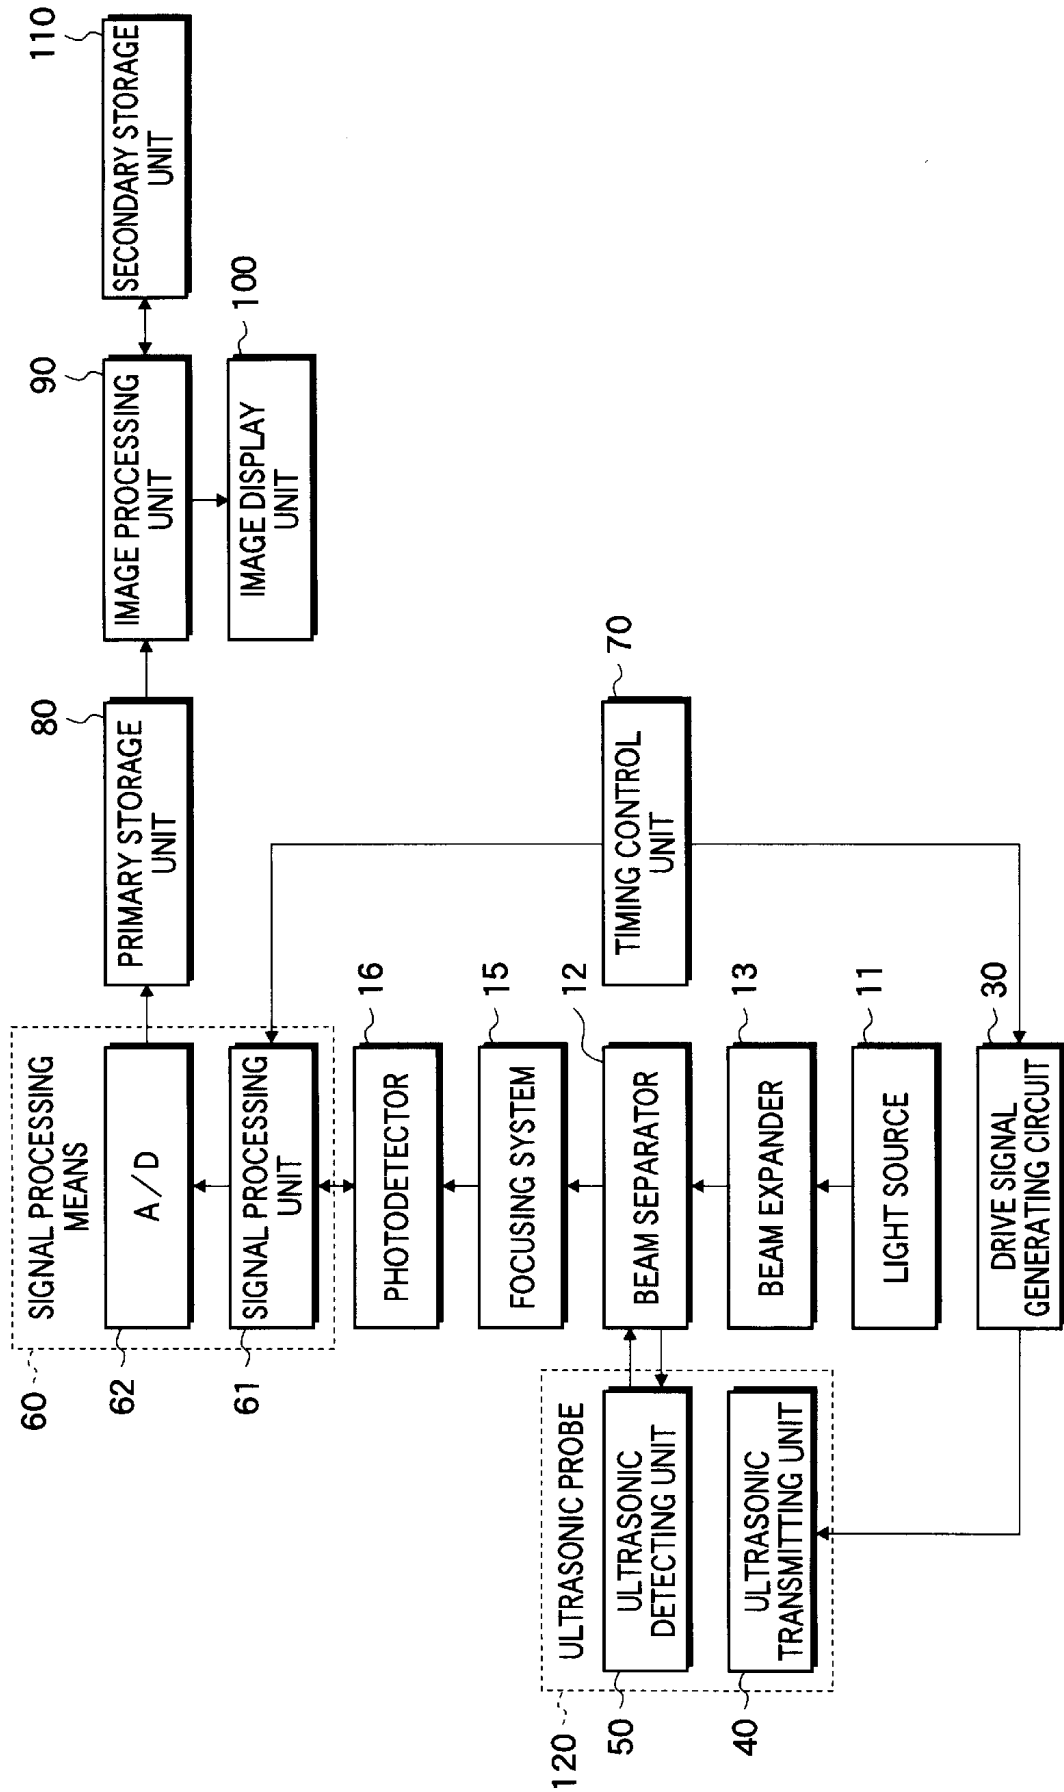 60
SIGNAL PROCESSING
MEANS
62
A/D
61
SIGNAL PROCESSING
UNIT
80
PRIMARY STORAGE
UNIT
90
IMAGE PROCESSING
UNIT
110
SECONDARY STORAGE
UNIT
100
IMAGE DISPLAY
UNIT
16
PHOTODETECTOR
15
FOCUSING SYSTEM
120
ULTRASONIC PROBE
50
ULTRASONIC
DETECTING UNIT
40
ULTRASONIC
TRANSMITTING UNIT
12
BEAM SEPARATOR
70
TIMING CONTROL
UNIT
13
BEAM EXPANDER
11
LIGHT SOURCE
30
DRIVE SIGNAL
GENERATING CIRCUIT